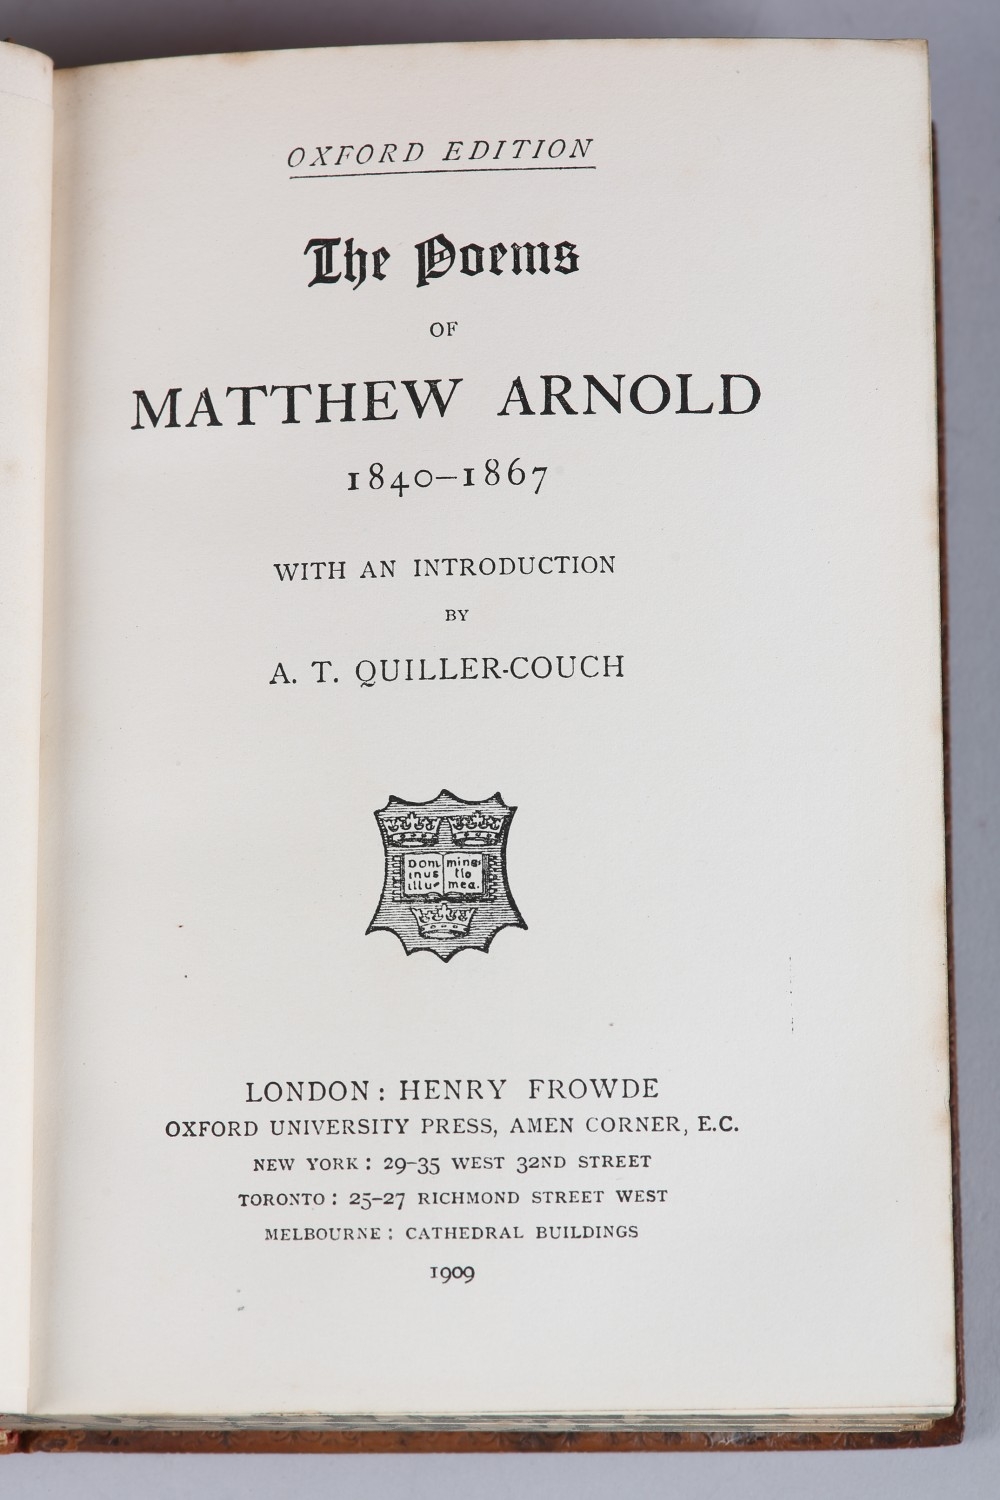 OXFORD EDITION
The Poems
OF
MATTHEW ARNOLD
1840–1867
WITH AN INTRODUCTION
BY
A. T. QUILLER-COUCH
Domi mina:
inus tio
illu- mea.
LONDON: HENRY FROWDE
OXFORD UNIVERSITY PRESS, AMEN CORNER, E.C.
NEW YORK: 29–35 WEST 32ND STREET
TORONTO: 25–27 RICHMOND STREET WEST
MELBOURNE: CATHEDRAL BUILDINGS
1909